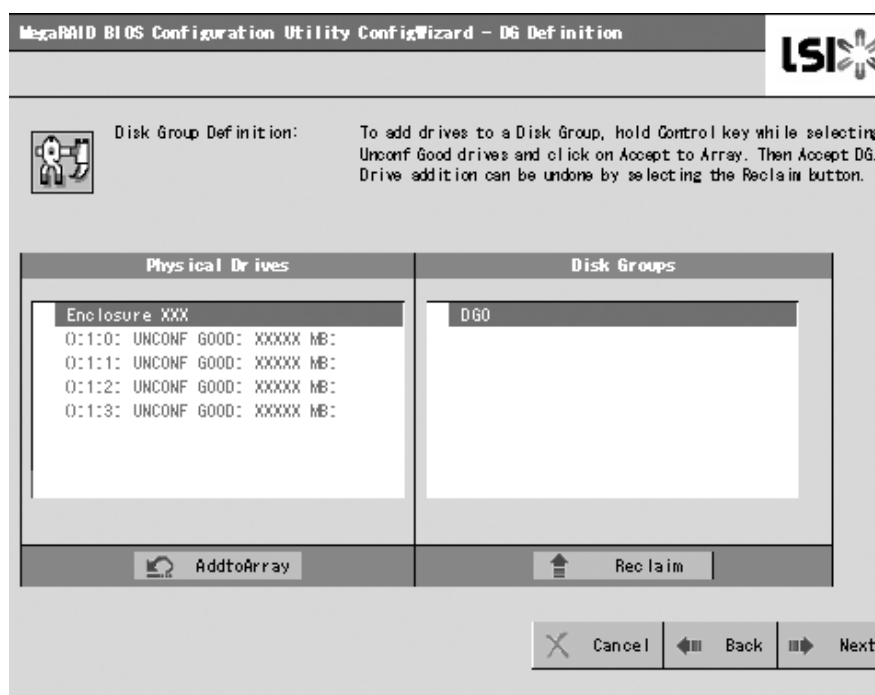 MegaRAID BIOS Configuration Utility ConfigWizard - DG Definition
LSI
Disk Group Definition:
To add drives to a Disk Group, hold Control key while selecting
Unconf Good drives and click on Accept to Array. Then Accept DG.
Drive addition can be undone by selecting the Reclaim button.
Physical Drives
Enclosure XXX
0:1:0: UNCONF GOOD: XXXXX MB:
0:1:1: UNCONF GOOD: XXXXX MB:
0:1:2: UNCONF GOOD: XXXXX MB:
0:1:3: UNCONF GOOD: XXXXX MB:
AddtoArray
Disk Groups
DG0
Reclaim
Cancel
Back
Next